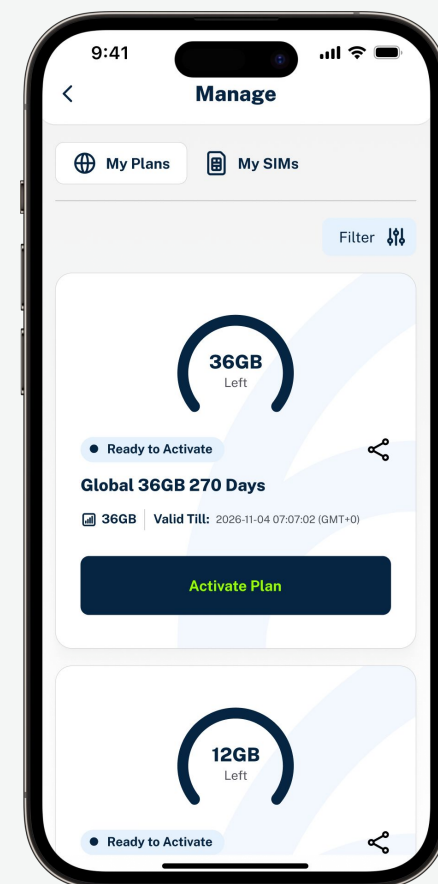 9:41
Manage
My Plans
My SIMs
Filter
36GB
Left
Ready to Activate
Global 36GB 270 Days
36GB Valid Till: 2026-11-04 07:07:02 (GMT+0)
Activate Plan
12GB
Left
Ready to Activate